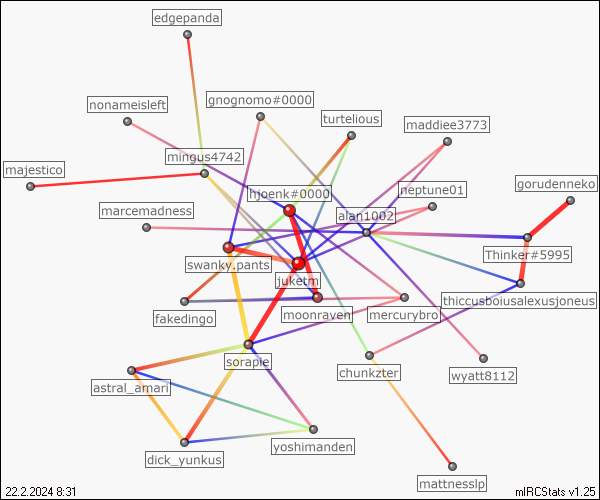 edgepanda
nonameisleft
gnognomo#0000
turtelious
maddiee3773
mingus4742
majestico
hjoenk#0000
neptune01
gorudenneko
marcemadness
alan1002
swanky.pants
Thinker#5995
juketm
thiccusboiusalexusjoneus
fakedingo
moonraven
mercurybro
sorapie
chunkzter
wyatt8112
astral_amari
yoshimanden
dick_yunkus
mattnesslp
22.2.2024 8:31
mIRCStats v1.25